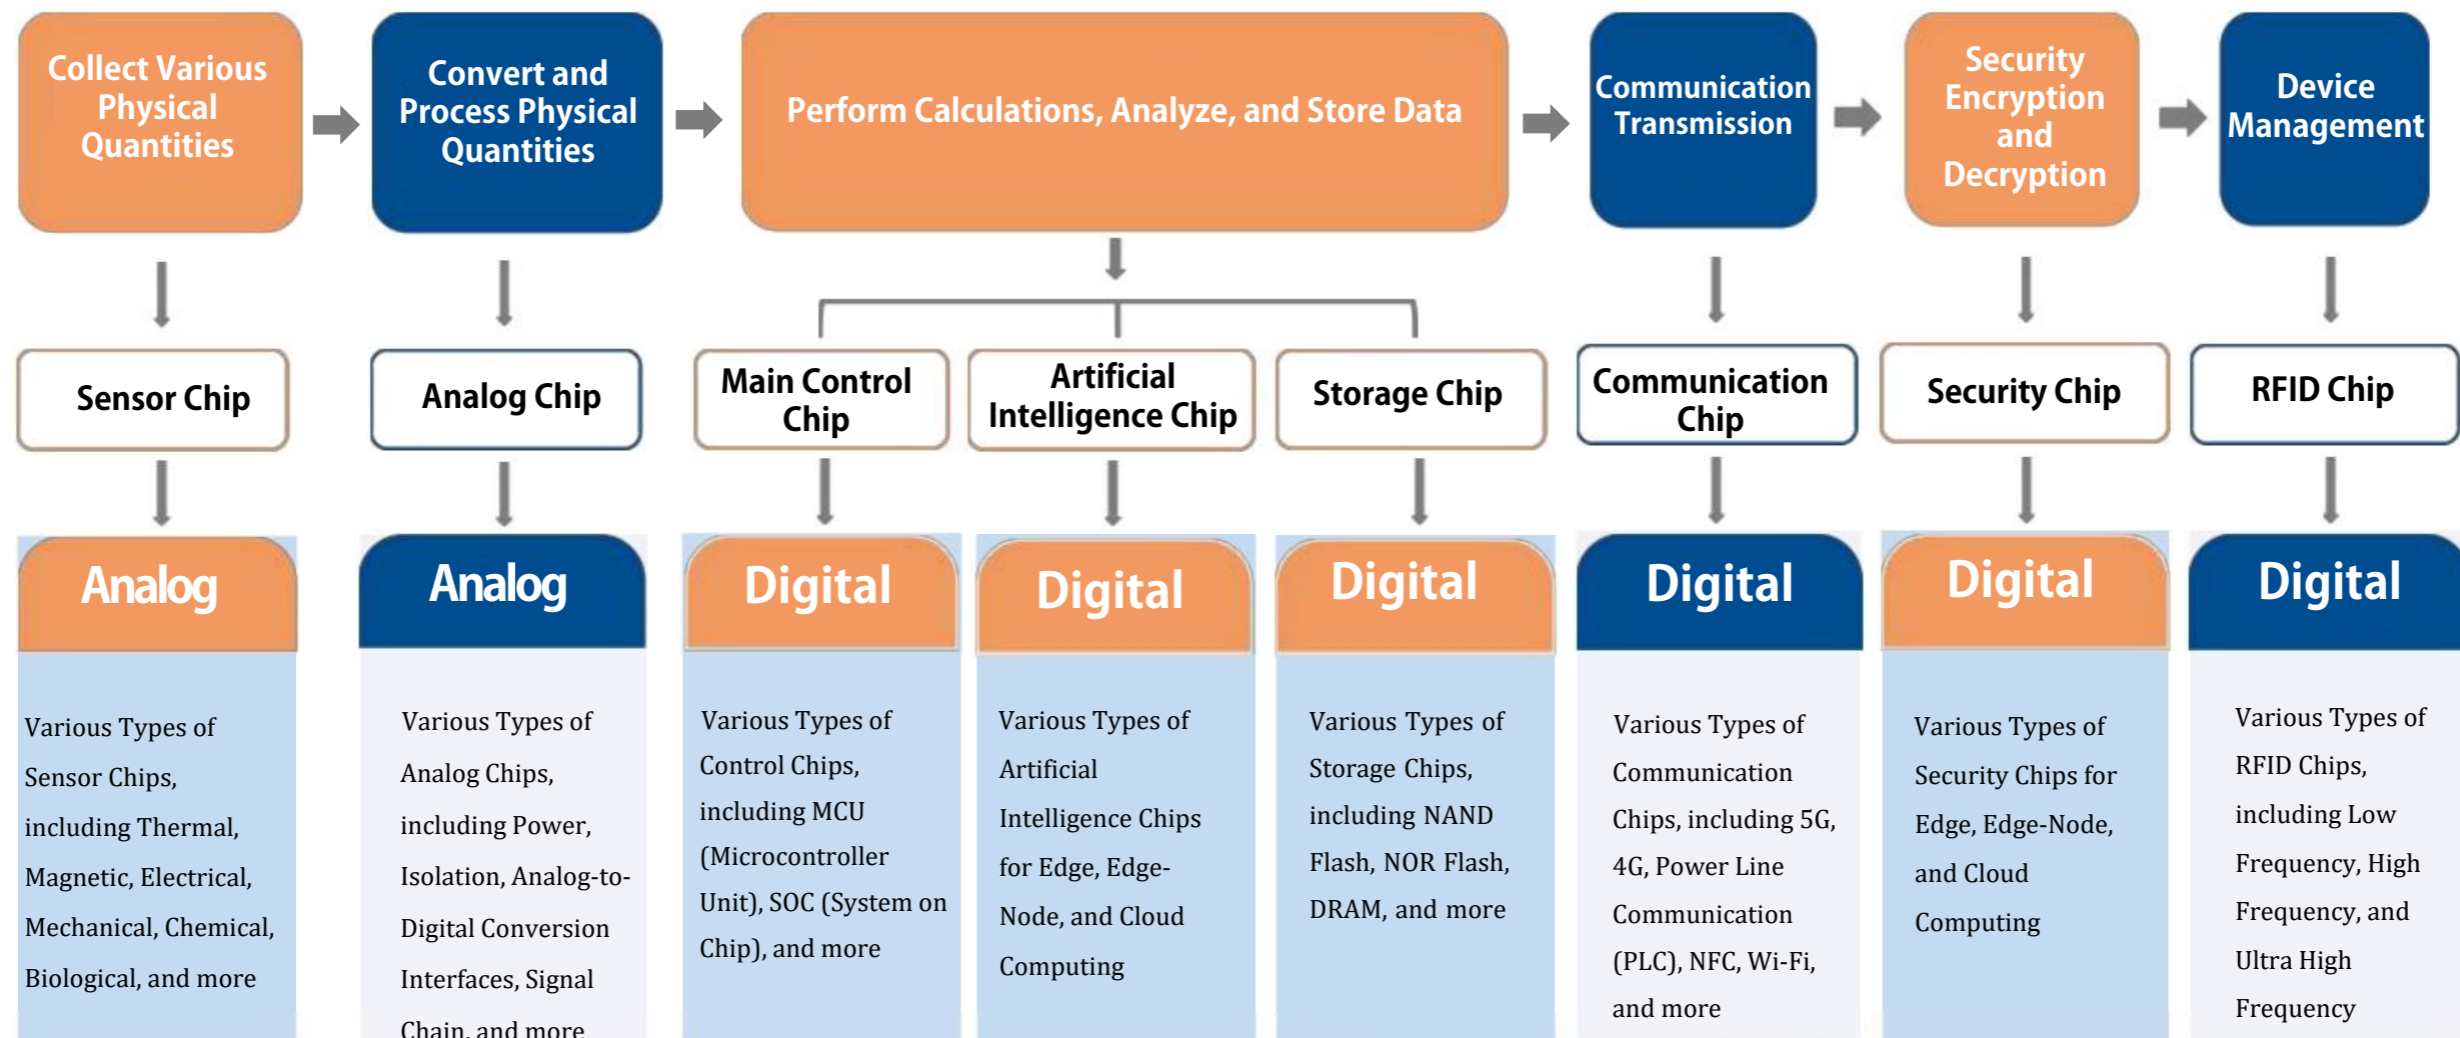 Collect Various
Physical
Quantities
Convert and
Process Physical
Quantities
Perform Calculations, Analyze, and Store Data
Communication
Transmission
Security
Encryption
and
Decryption
Device
Management
Sensor Chip
Analog Chip
Main Control
Chip
Artificial
Intelligence Chip
Storage Chip
Communication
Chip
Security Chip
RFID Chip
Analog
Analog
Digital
Digital
Digital
Digital
Digital
Digital
Various Types of
Sensor Chips,
including Thermal,
Magnetic, Electrical,
Mechanical, Chemical,
Biological, and more
Various Types of
Analog Chips,
including Power,
Isolation, Analog-to-
Digital Conversion
Interfaces, Signal
Chain, and more
Various Types of
Control Chips,
including MCU
(Microcontroller
Unit), SOC (System on
Chip), and more
Various Types of
Artificial
Intelligence Chips
for Edge, Edge-
Node, and Cloud
Computing
Various Types of
Storage Chips,
including NAND
Flash, NOR Flash,
DRAM, and more
Various Types of
Communication
Chips, including 5G,
4G, Power Line
Communication
(PLC), NFC, Wi-Fi,
and more
Various Types of
Security Chips for
Edge, Edge-Node,
and Cloud
Computing
Various Types of
RFID Chips,
including Low
Frequency, High
Frequency, and
Ultra High
Frequency